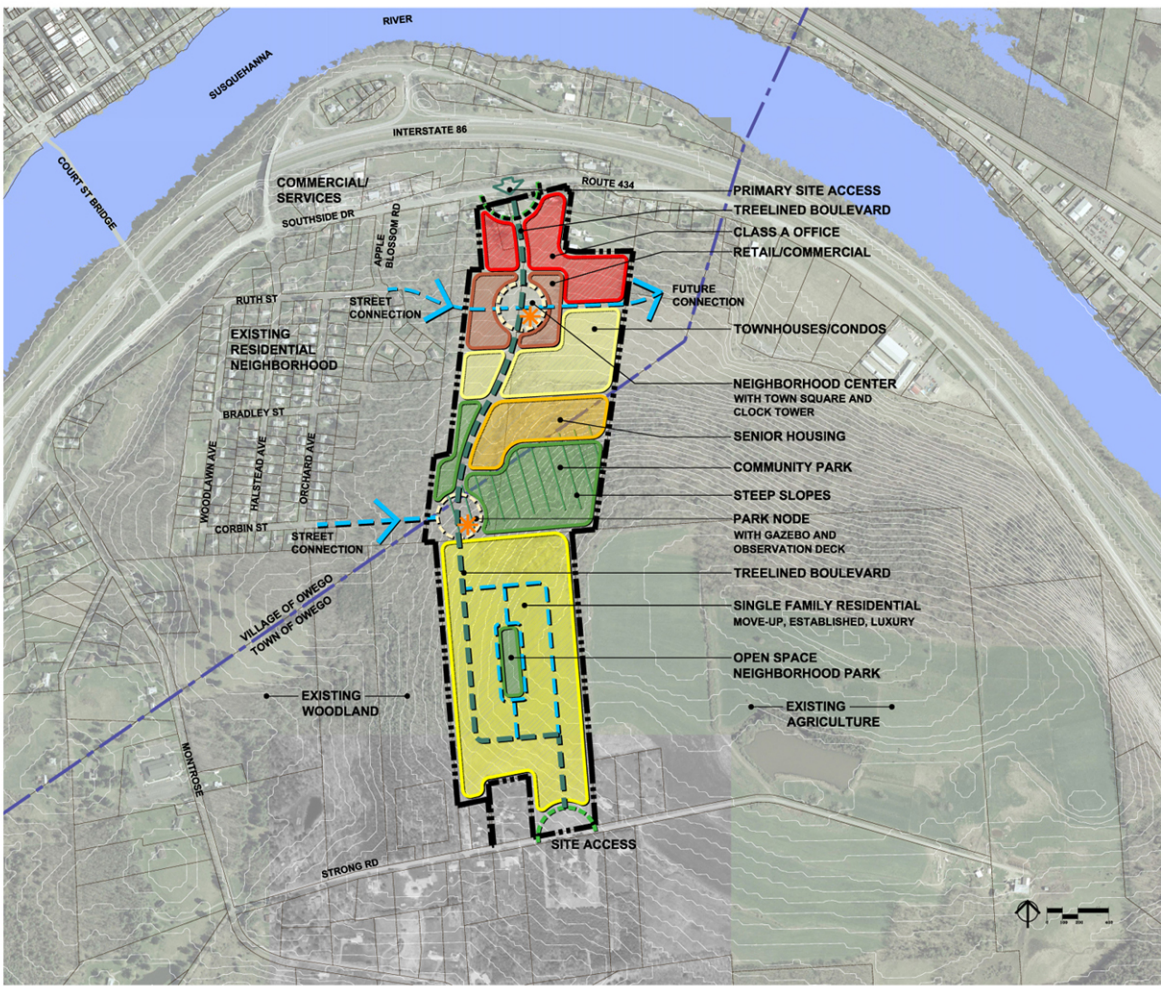 RIVER
SUSQUEHANNA
INTERSTATE 86
COURT ST BRIDGE
COMMERCIAL/
SERVICES
ROUTE 434
SOUTHSIDE DR
APPLE
BLOSSOM RD
PRIMARY SITE ACCESS
TREELINED BOULEVARD
CLASS A OFFICE
RETAIL/COMMERCIAL
RUTH ST
STREET
CONNECTION
FUTURE
CONNECTION
EXISTING
RESIDENTIAL
NEIGHBORHOOD
TOWNHOUSES/CONDOS
NEIGHBORHOOD CENTER
WITH TOWN SQUARE AND
CLOCK TOWER
BRADLEY ST
SENIOR HOUSING
WOODLAWN AVE
HALSTEAD AVE
ORCHARD AVE
COMMUNITY PARK
STEEP SLOPES
CORBIN ST
STREET
CONNECTION
PARK NODE
WITH GAZEBO AND
OBSERVATION DECK
TREELINED BOULEVARD
VILLAGE OF OWEGO
TOWN OF OWEGO
SINGLE FAMILY RESIDENTIAL
MOVE-UP, ESTABLISHED, LUXURY
OPEN SPACE
NEIGHBORHOOD PARK
EXISTING
WOODLAND
EXISTING
AGRICULTURE
MONTROSE
SITE ACCESS
STRONG RD